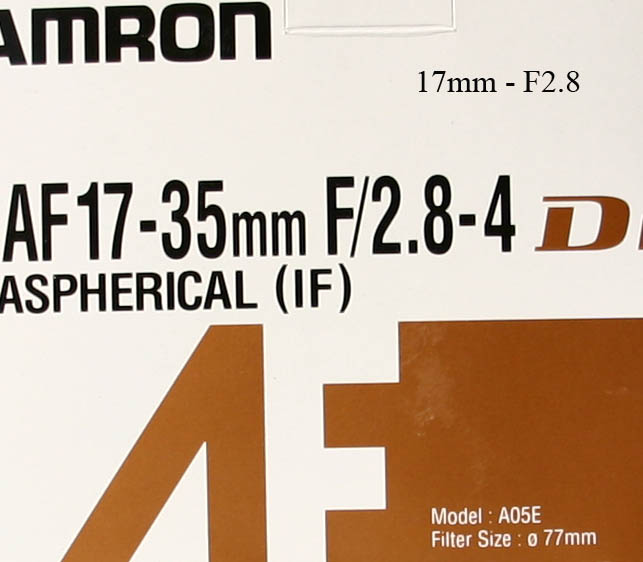 AMRON
17mm - F2.8
AF17-35mm F/2.8-4 D
ASPHERICAL (IF)
AF
Model : A05E
Filter Size : ø 77mm